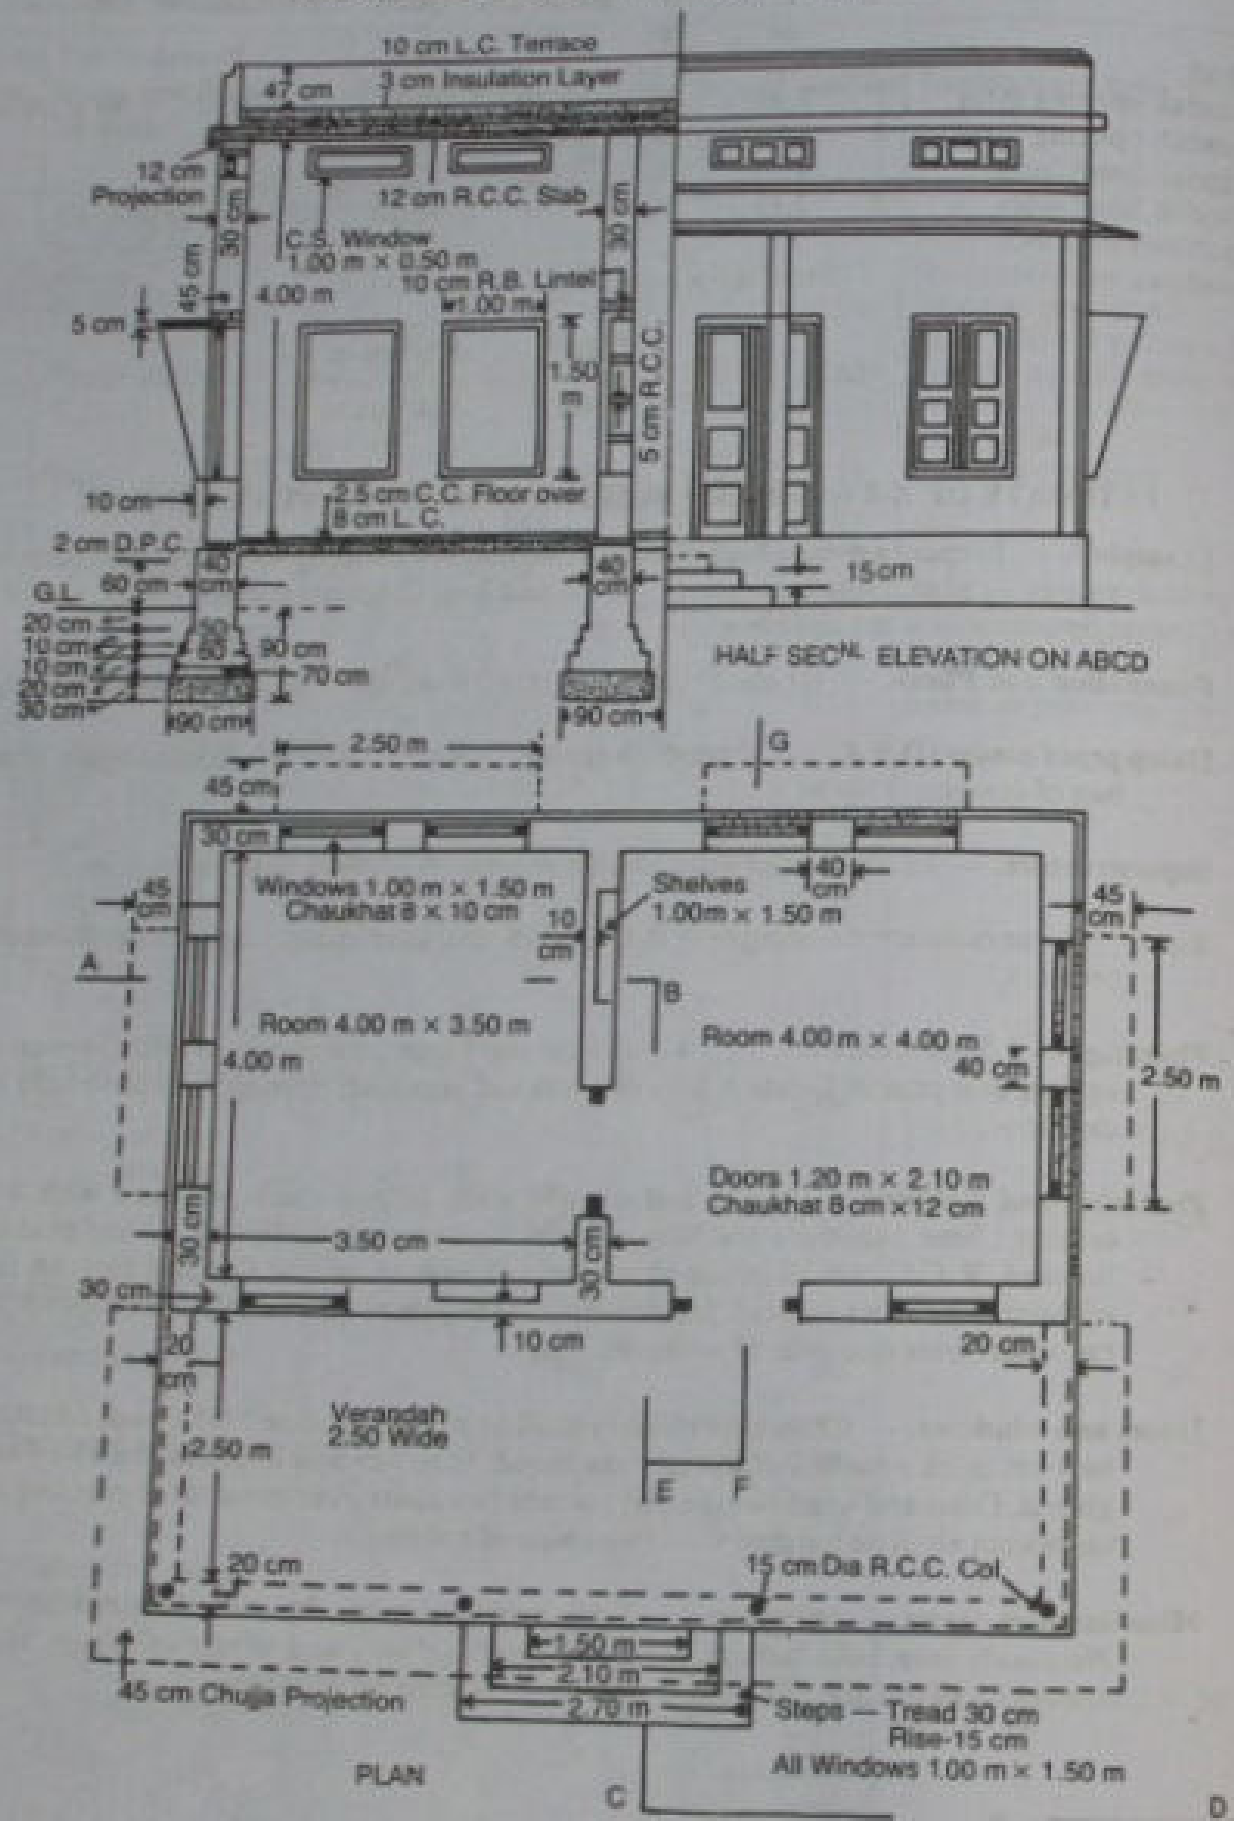 10 cm L.C. Terrace
3 cm Insulation Layer
47 cm
12 cm
Projection
12 cm R.C.C. Slab
30 cm
30 cm
C.S. Window
1.00 m × 0.50 m
45 cm
10 cm R.B. Lintel
4.00 m
1.00 m
5 cm
1.50
m
5 cm R.C.C.
10 cm
2.5 cm C.C. Floor over
8 cm L. C.
2 cm D.P.C.
40
cm
40
cm
60 cm
15 cm
G.L.
20 cm
10 cm
10 cm
20 cm
30 cm
50
60
90 cm
70 cm
90 cm
90 cm
HALF SECNL ELEVATION ON ABCD
2.50 m
G
45 cm
30 cm
Windows 1.00 m × 1.50 m
Chaukhat 8 × 10 cm
Shelves
1.00m × 1.50 m
40
cm
10
cm
45
cm
45
cm
A
B
Room 4.00 m × 3.50 m
Room 4.00 m × 4.00 m
4.00 m
40 cm
2.50 m
Doors 1.20 m × 2.10 m
Chaukhat 8 cm × 12 cm
30 cm
3.50 cm
30 cm
30 cm
10 cm
20
cm
20 cm
Verandah
2.50 Wide
2.50 m
E
F
20 cm
15 cm Dia R.C.C. Col.
1.50 m
2.10 m
2.70 m
45 cm Chujja Projection
Steps — Tread 30 cm
Rise-15 cm
All Windows 1.00 m × 1.50 m
PLAN
C
D